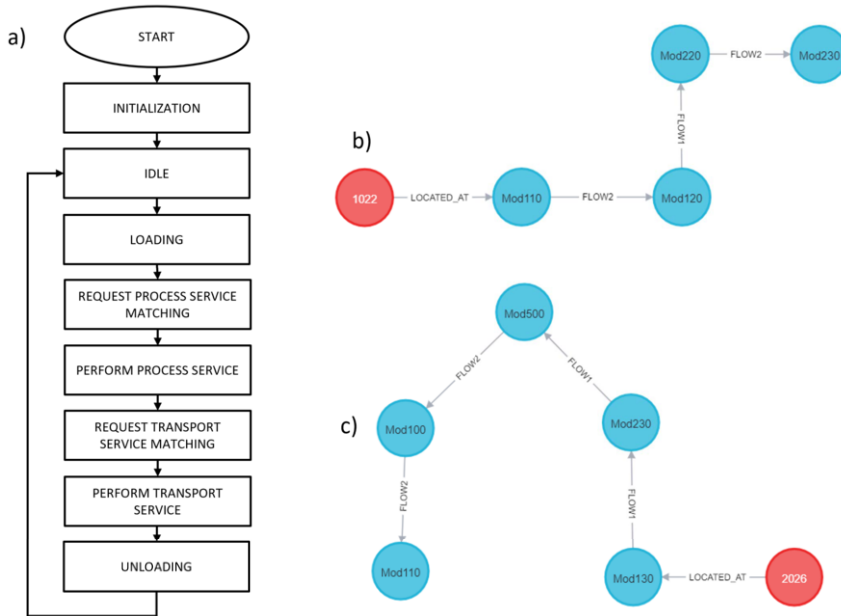 a)
START
INITIALIZATION
IDLE
LOADING
REQUEST PROCESS SERVICE
MATCHING
PERFORM PROCESS SERVICE
REQUEST TRANSPORT
SERVICE MATCHING
PERFORM TRANSPORT
SERVICE
UNLOADING
b)
Mod220
FLOW2
Mod230
FLOW1
1022
LOCATED_AT
Mod110
FLOW2
Mod120
c)
Mod500
FLOW2
FLOW1
Mod100
Mod230
FLOW2
FLOW1
Mod110
Mod130
LOCATED_AT
2026